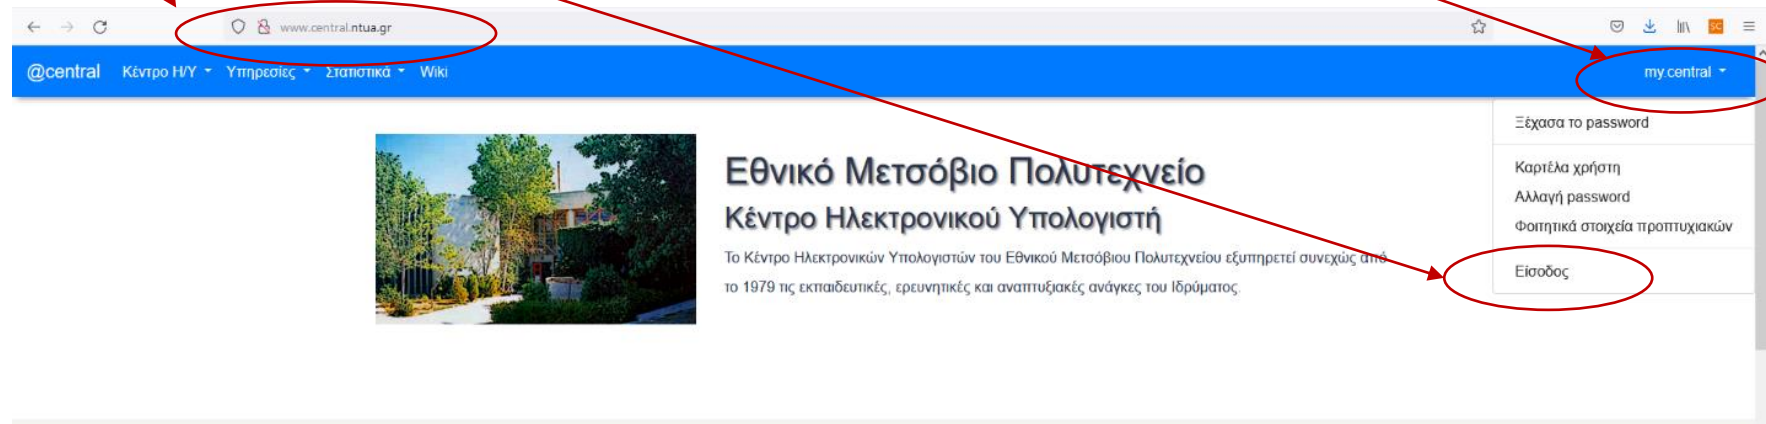 www.central.ntua.gr
SC
@central Κέντρο Η/Υ Υπηρεσίες Στατιστικά Wiki my.central
Ξέχασα το password
Καρτέλα χρήστη
Αλλαγή password
Φοιτητικά στοιχεία προπτυχιακών
Είσοδος
Εθνικό Μετσόβιο Πολυτεχνείο
Κέντρο Ηλεκτρονικού Υπολογιστή
Το Κέντρο Ηλεκτρονικών Υπολογιστών του Εθνικού Μετσόβιου Πολυτεχνείου εξυπηρετεί συνεχώς από
το 1979 τις εκπαιδευτικές, ερευνητικές και αναπτυξιακές ανάγκες του Ιδρύματος.